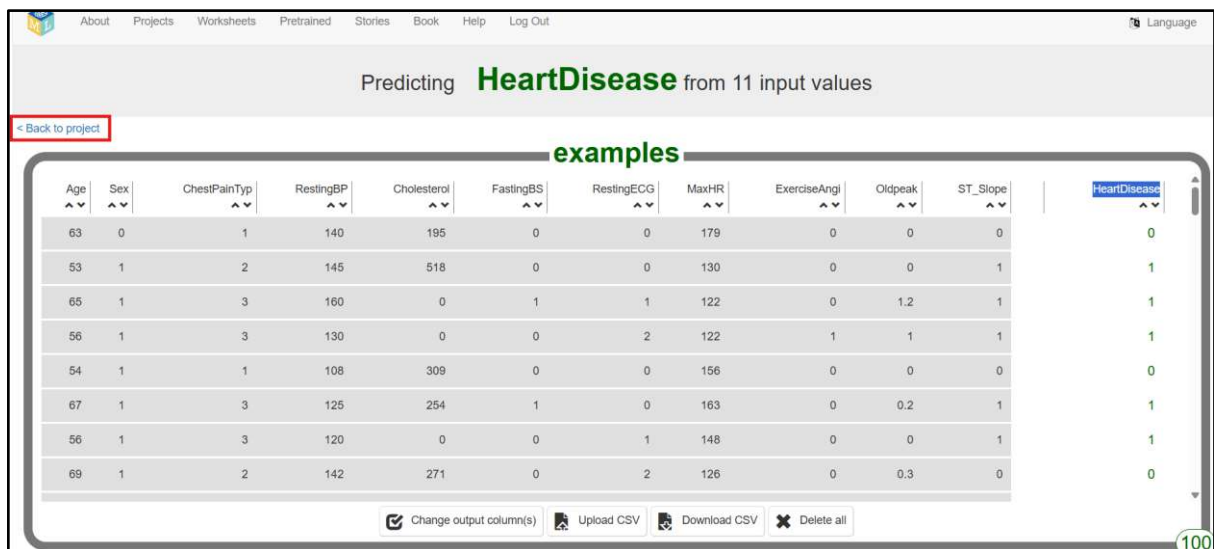 About Projects Worksheets Pretrained Stories Book Help Log Out Language
Predicting HeartDisease from 11 input values
< Back to project
examples
Age Sex ChestPainTyp RestingBP Cholesterol FastingBS RestingECG MaxHR ExerciseAngi Oldpeak ST_Slope HeartDisease
63 0 1 140 195 0 0 179 0 0 0 0
53 1 2 145 518 0 0 130 0 0 1 1
65 1 3 160 0 1 1 122 0 1.2 1 1
56 1 3 130 0 0 2 122 1 1 1 1
54 1 1 108 309 0 0 156 0 0 0 0
67 1 3 125 254 1 0 163 0 0.2 1 1
56 1 3 120 0 0 1 148 0 0 1 1
69 1 2 142 271 0 2 126 0 0.3 0 0
Change output column(s) Upload CSV Download CSV Delete all
100